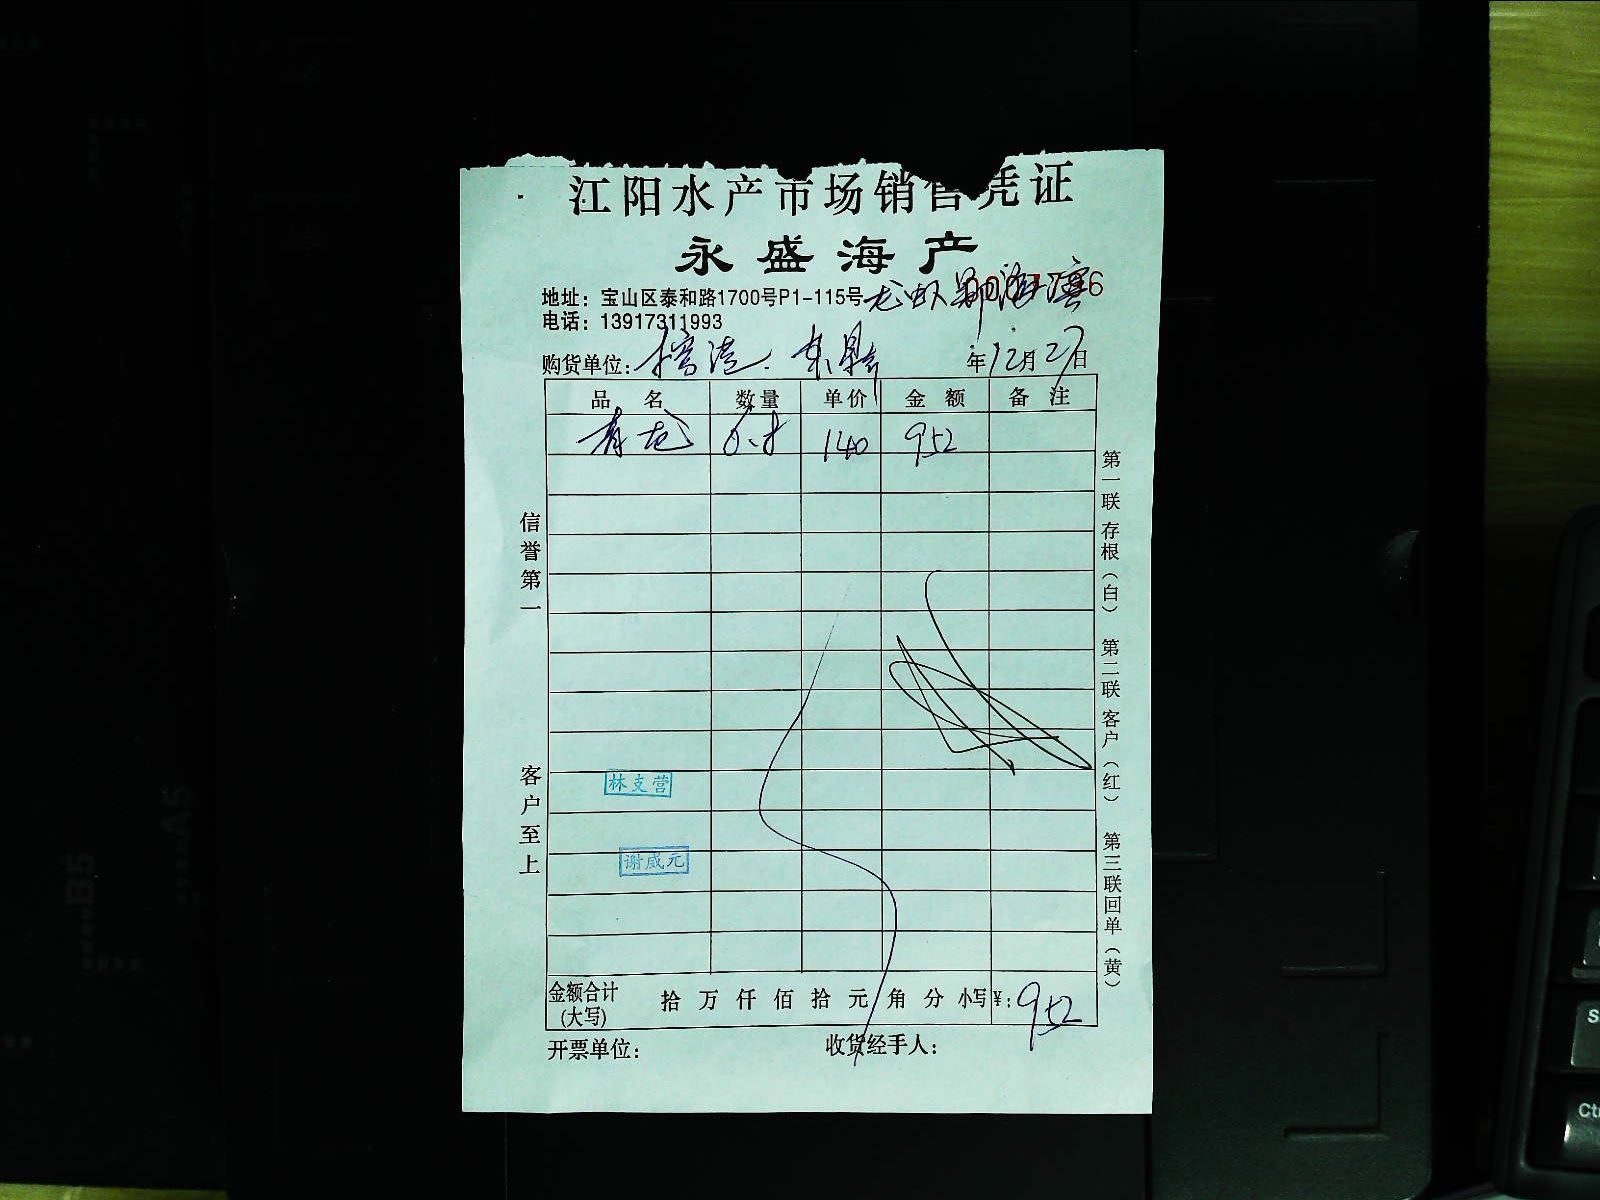 江阳水产市场销售凭证
永盛海产
地址：宝山区泰和路1700号P1-115号
电话：13917311993
购货单位： 年12月27日
品名 数量 单价 金额 备注
青龙 6.8 140 952
信誉第一
客户至上
第一联存根（白）
第二联客户（红）
第三联回单（黄）
林支营
谢咸元
金额合计(大写) 拾 万 仟 佰 拾 元 角 分 小写¥：952
开票单位： 收货经手人：
B5
A5
Ctr